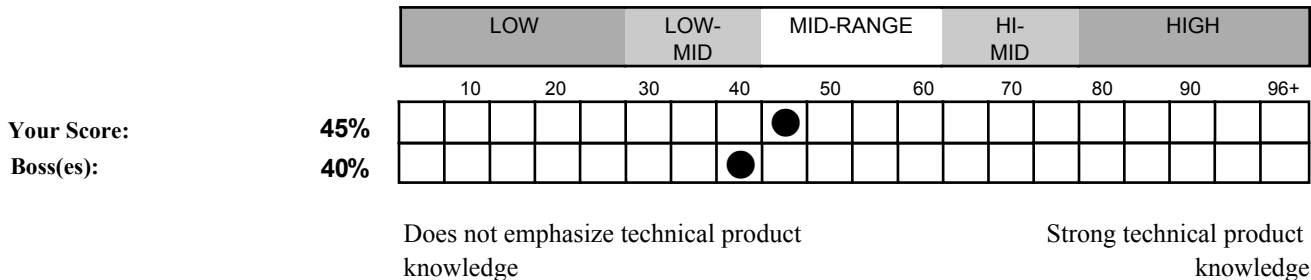 LOW LOW- MID-RANGE HI- HIGH
MID MID
10 20 30 40 50 60 70 80 90 96+
Your Score: 45%
Boss(es): 40%
Does not emphasize technical product Strong technical product
knowledge knowledge